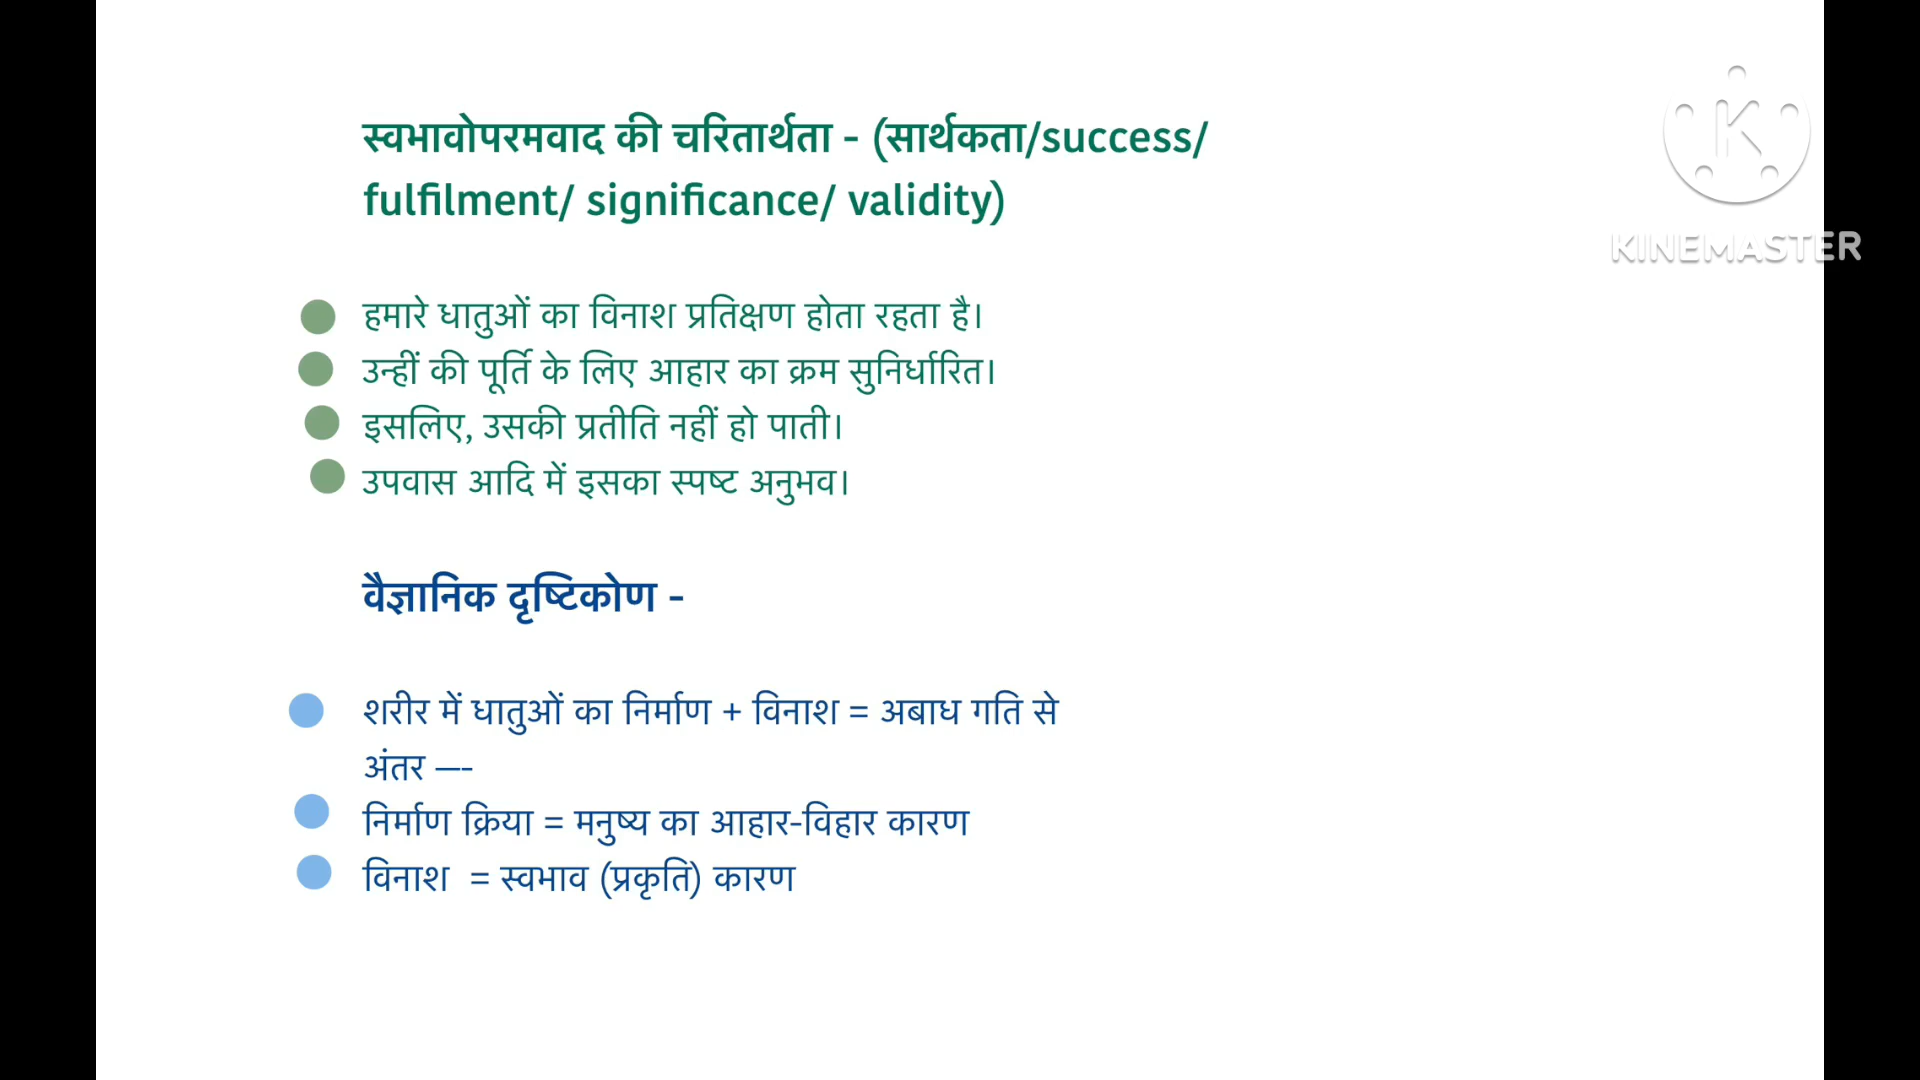 स्वभावोपरमवाद की चरितार्थता - (सार्थकता/success/
fulfilment/ significance/ validity)
हमारे धातुओं का विनाश प्रतिक्षण होता रहता है।
उन्हीं की पूर्ति के लिए आहार का क्रम सुनिर्धारित।
इसलिए, उसकी प्रतीति नहीं हो पाती।
उपवास आदि में इसका स्पष्ट अनुभव।
वैज्ञानिक दृष्टिकोण -
शरीर में धातुओं का निर्माण + विनाश = अबाध गति से
अंतर —-
निर्माण क्रिया = मनुष्य का आहार-विहार कारण
विनाश  = स्वभाव (प्रकृति) कारण
K
KINEMASTER